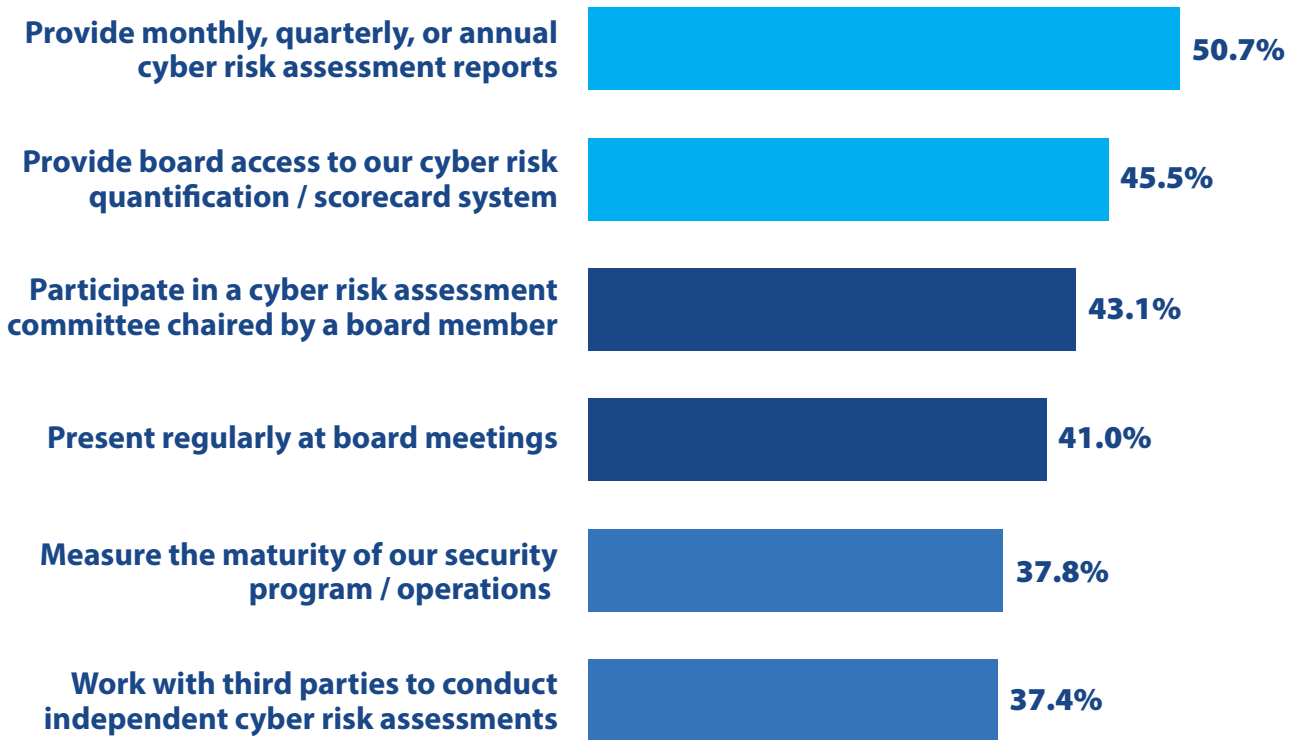 Provide monthly, quarterly, or annual
cyber risk assessment reports
50.7%
Provide board access to our cyber risk
quantification / scorecard system
45.5%
Participate in a cyber risk assessment
committee chaired by a board member
43.1%
Present regularly at board meetings
41.0%
Measure the maturity of our security
program / operations
37.8%
Work with third parties to conduct
independent cyber risk assessments
37.4%